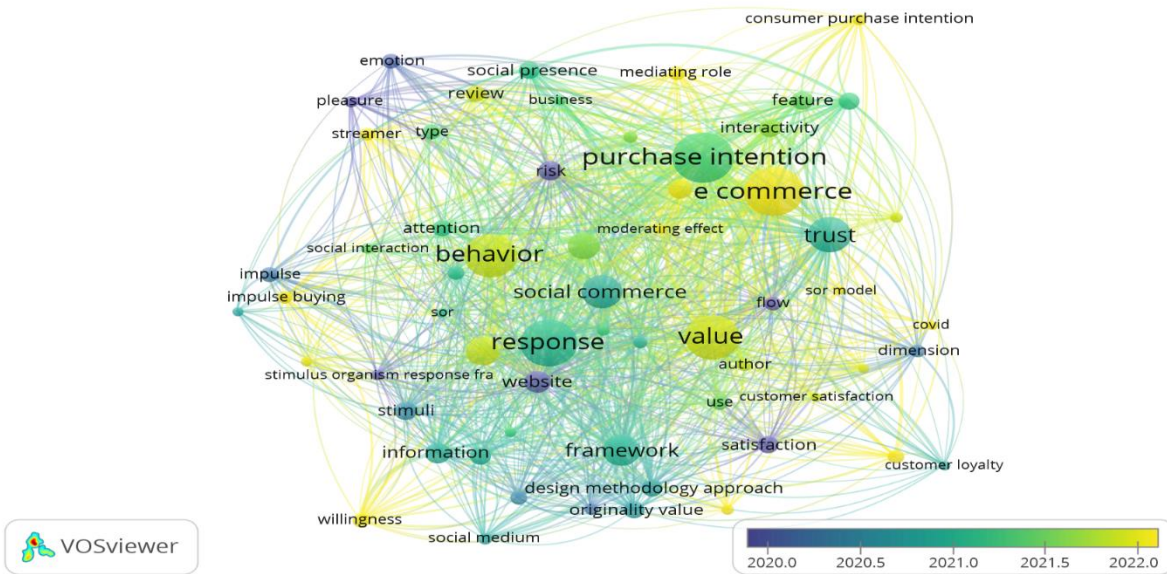 consumer purchase intention
emotion
social presence
mediating role
pleasure
review
business
feature
streamer
type
interactivity
purchase intention
risk
e commerce
attention
moderating effect
trust
social interaction
behavior
impulse
social commerce
flow
sor model
impulse buying
sor
response
value
covid
dimension
stimulus organism response fra
website
author
stimuli
use
customer satisfaction
information
framework
satisfaction
customer loyalty
design methodology approach
willingness
originality value
social medium
VOSviewer
2020.0 2020.5 2021.0 2021.5 2022.0